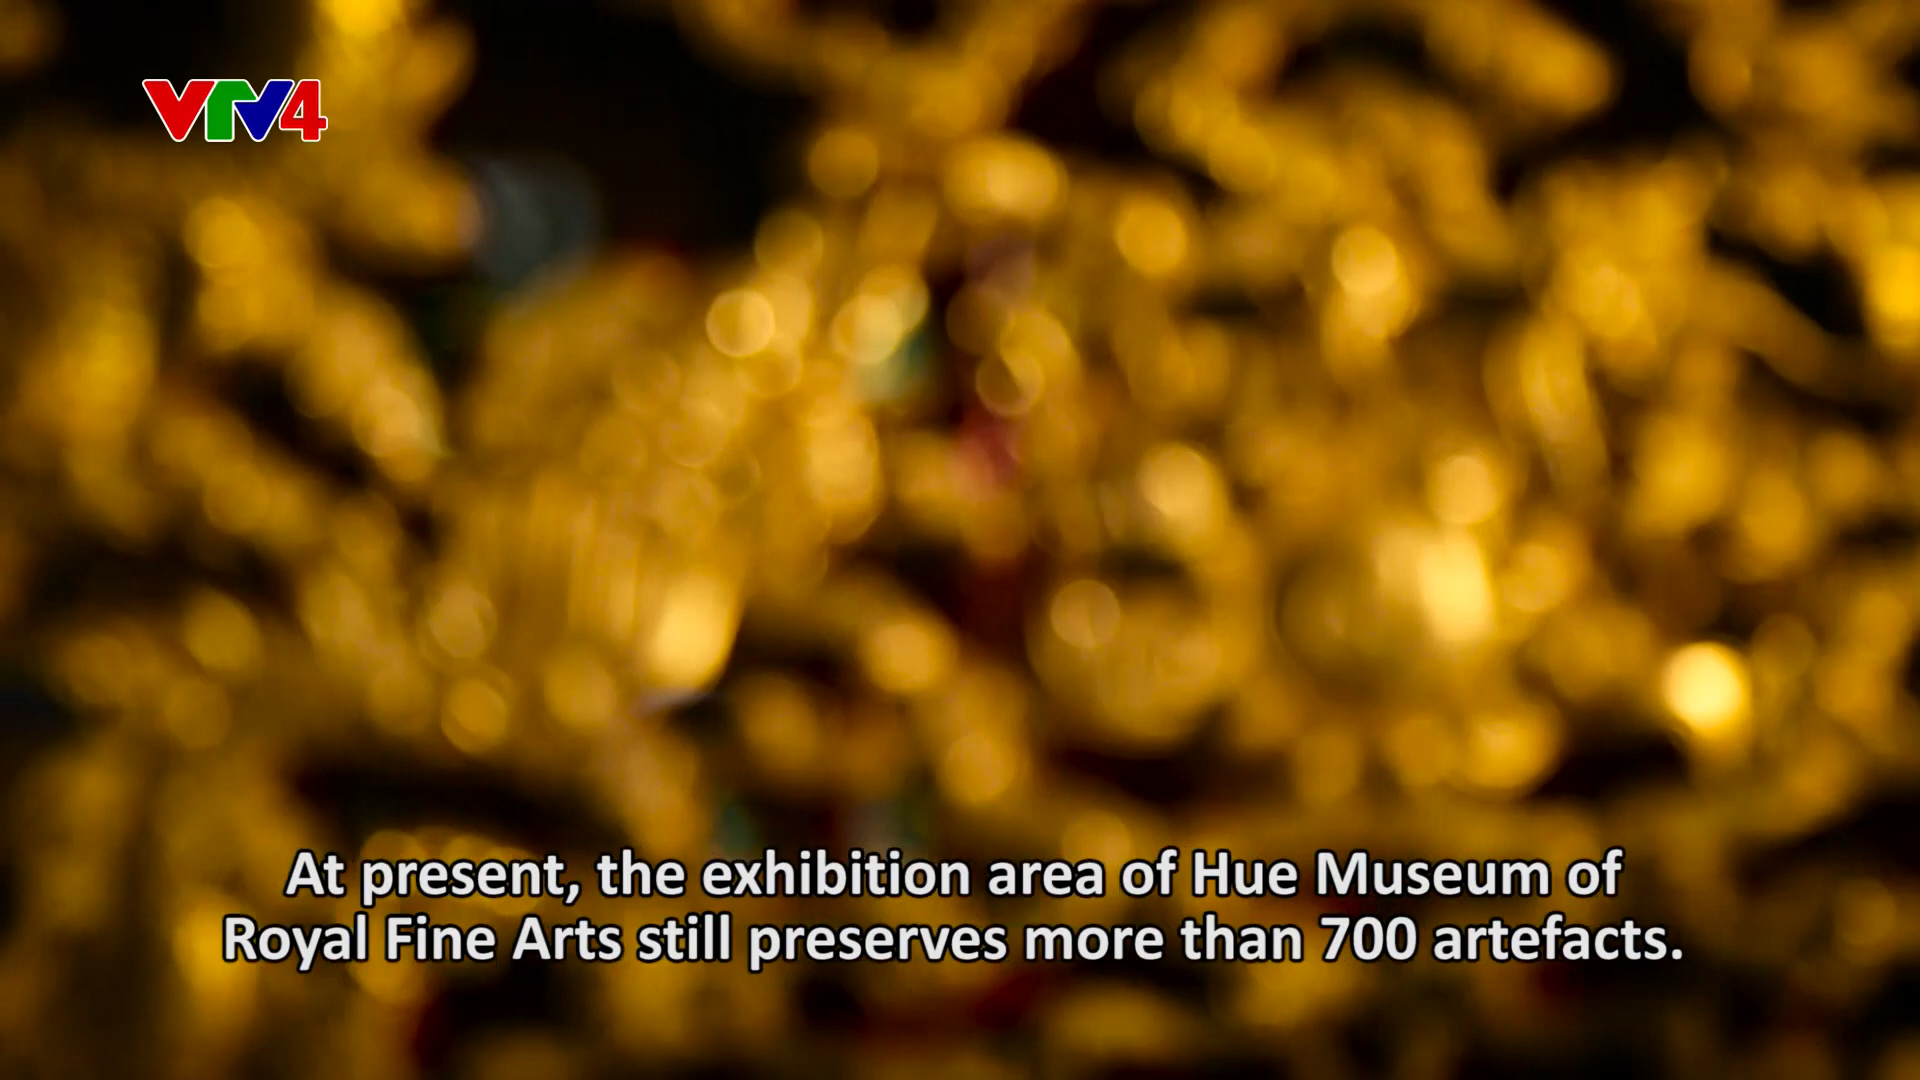 VTV4
At present, the exhibition area of Hue Museum of
Royal Fine Arts still preserves more than 700 artefacts.